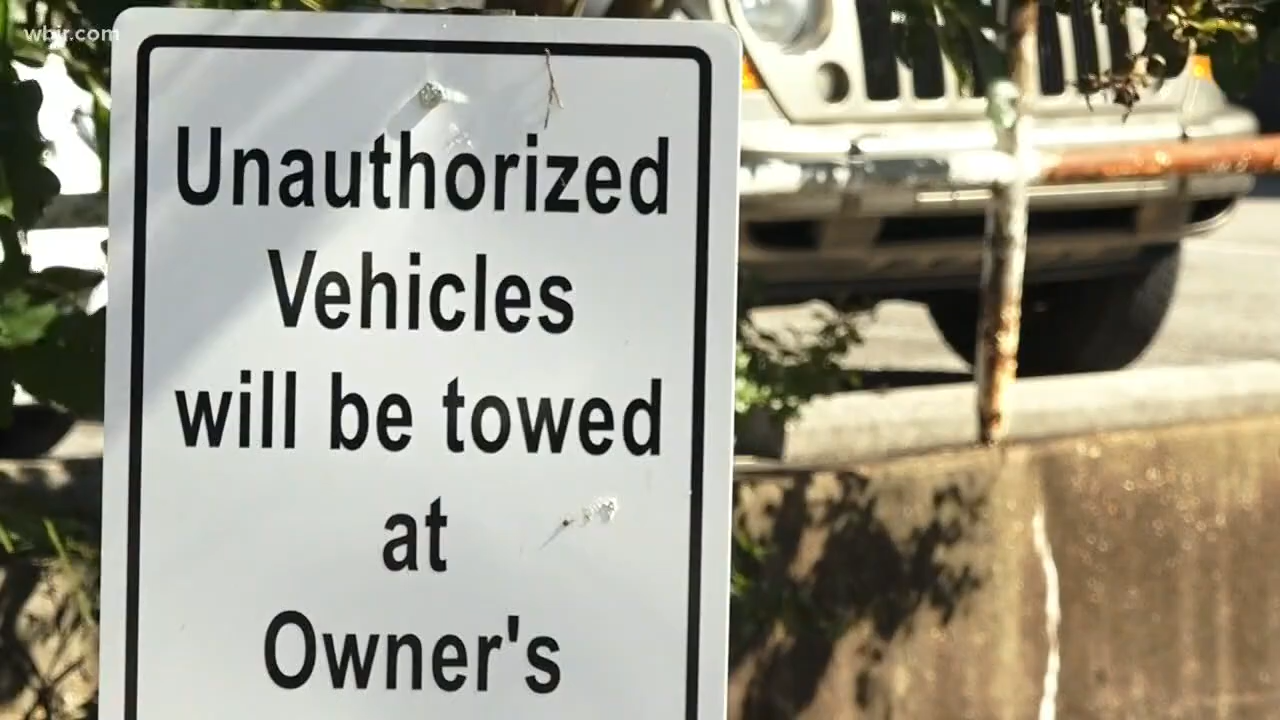 wbir.com
Unauthorized
Vehicles
will be towed
at
Owner's